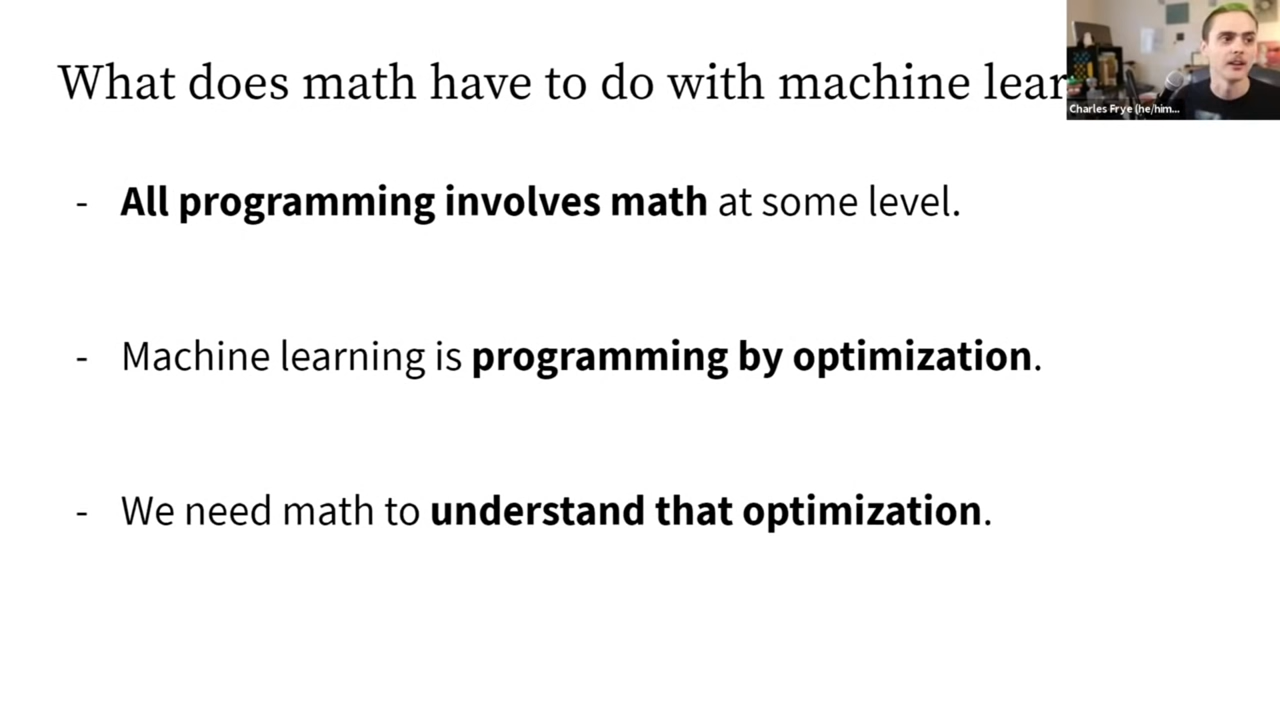 What does math have to do with machine lear
Charles Frye (he/him...
- All programming involves math at some level.
- Machine learning is programming by optimization.
- We need math to understand that optimization.